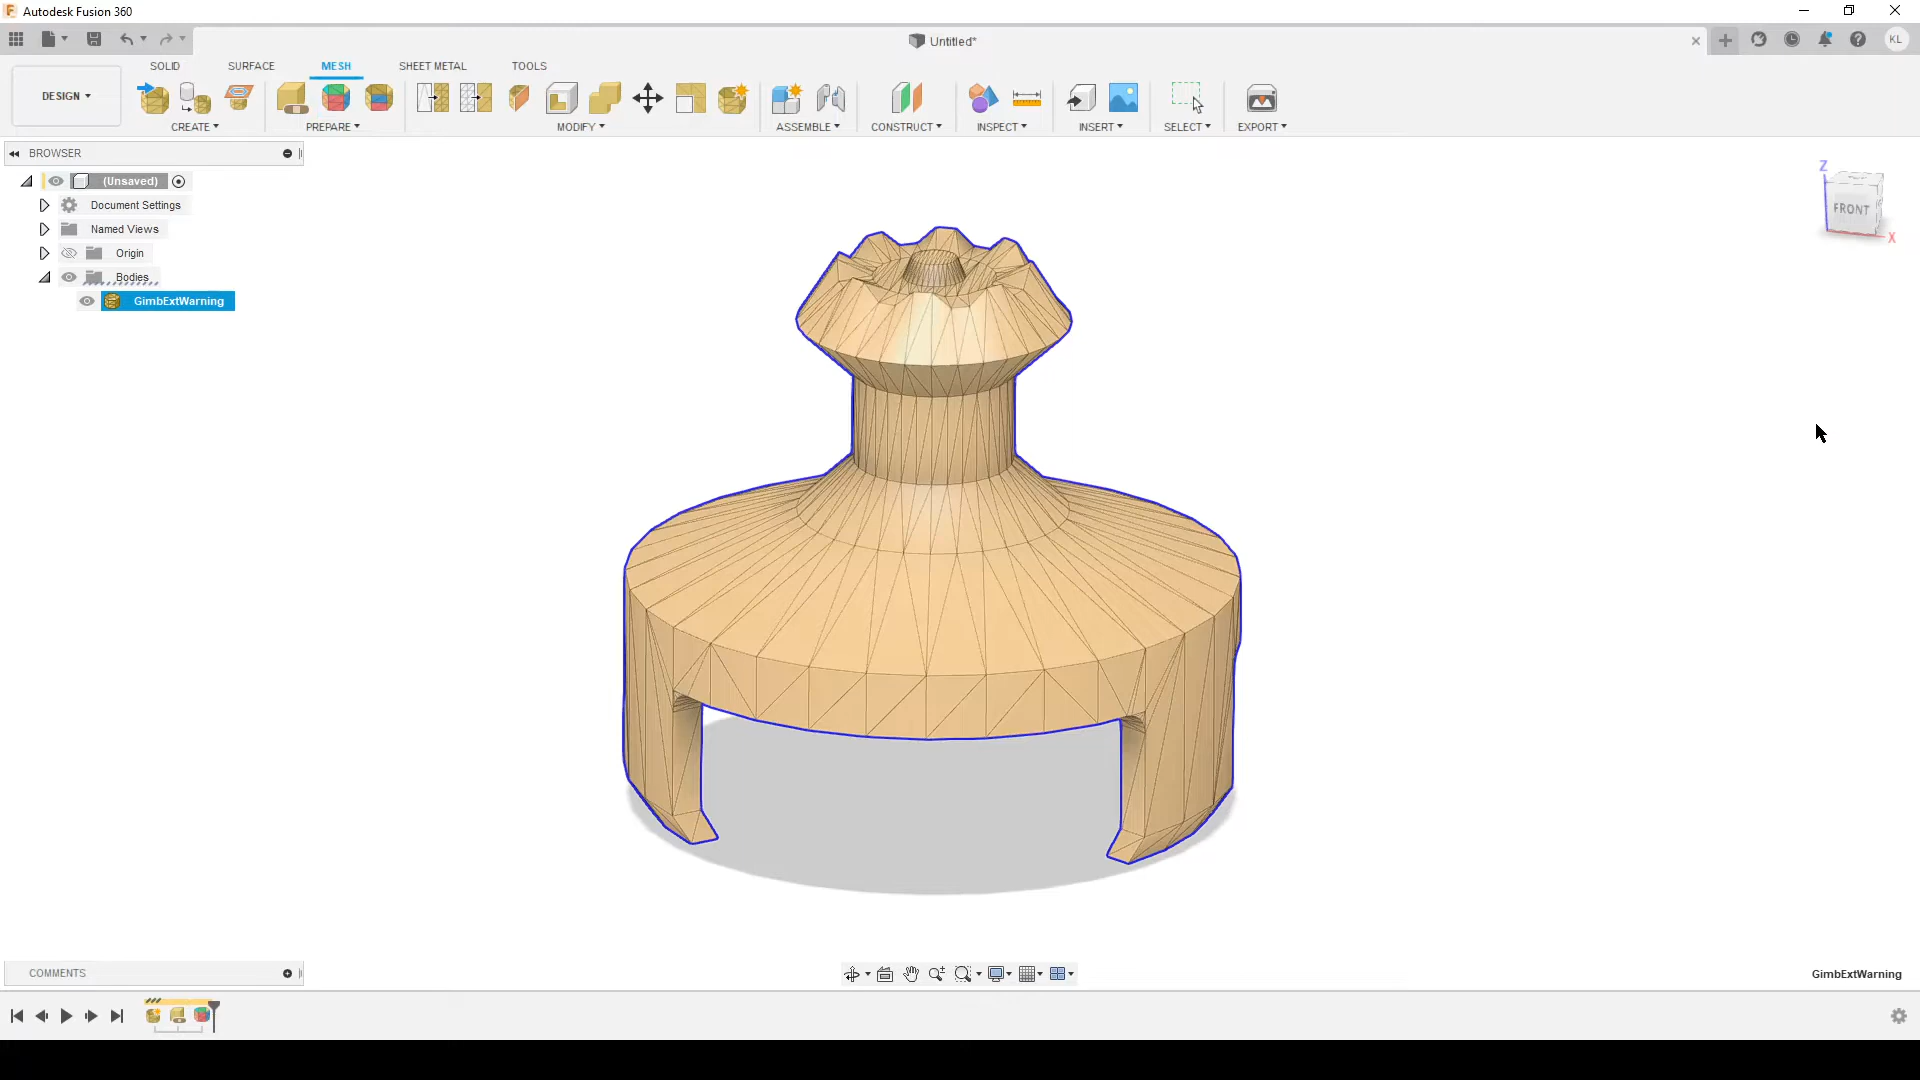 Autodesk Fusion 360
Untitled*
KL
SOLID SURFACE MESH SHEET METAL TOOLS
DESIGN
CREATE PREPARE MODIFY ASSEMBLE CONSTRUCT INSPECT INSERT SELECT EXPORT
BROWSER
(Unsaved)
Document Settings
Named Views
Origin
Bodies
GimbExtWarning
Z
FRONT
X
COMMENTS
GimbExtWarning